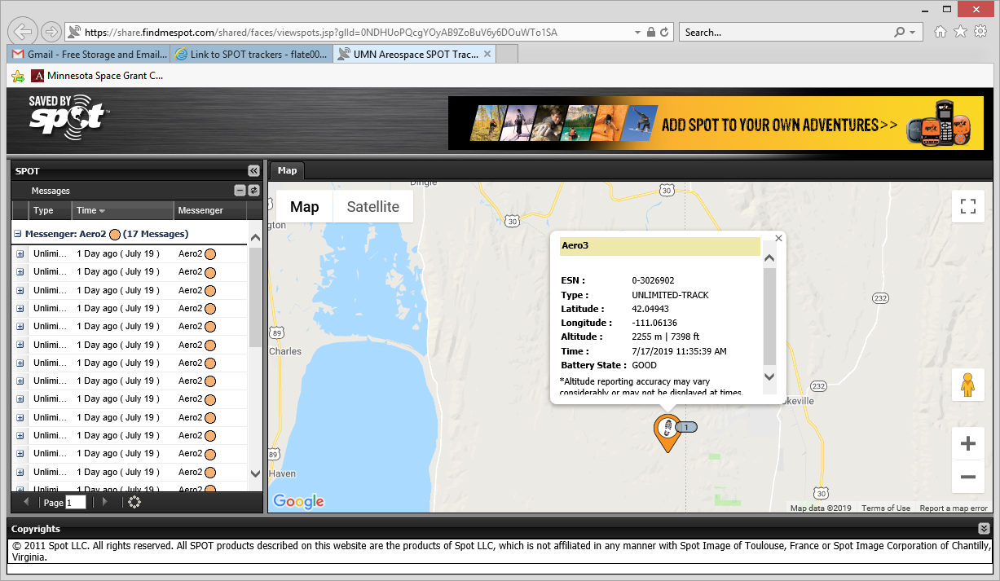 https://share.findmespot.com/shared/faces/viewspots.jsp?glId=0NDHUoPQcgYOyAB9ZoBuV6y6DOuWTo1SA
Search...
Gmail - Free Storage and Email...
Link to SPOT trackers - flate00...
UMN Areospace SPOT Trac...
Minnesota Space Grant C...
SAVED BY
spot
ADD SPOT TO YOUR OWN ADVENTURES>>
SPOT
Messages
Type Time Messenger
Messenger: Aero2 (17 Messages)
Unlimi... 1 Day ago ( July 19 ) Aero2
Unlimi... 1 Day ago ( July 19 ) Aero2
Unlimi... 1 Day ago ( July 19 ) Aero2
Unlimi... 1 Day ago ( July 19 ) Aero2
Unlimi... 1 Day ago ( July 19 ) Aero2
Unlimi... 1 Day ago ( July 19 ) Aero2
Unlimi... 1 Day ago ( July 19 ) Aero2
Unlimi... 1 Day ago ( July 19 ) Aero2
Unlimi... 1 Day ago ( July 19 ) Aero2
Unlimi... 1 Day ago ( July 19 ) Aero2
Unlimi... 1 Day ago ( July 19 ) Aero2
Unlimi... 1 Day ago ( July 19 ) Aero2
Unlimi... 1 Day ago ( July 19 ) Aero2
Unlimi... 1 Day ago ( July 19 ) Aero2
Page 1
Map
Dingle
30
Map Satellite
30
ngton
232
89
Charles
Aero3
ESN : 0-3026902
Type : UNLIMITED-TRACK
Latitude : 42.04943
Longitude : -111.06136
Altitude : 2255 m | 7398 ft
Time : 7/17/2019 11:35:39 AM
Battery State : GOOD
*Altitude reporting accuracy may vary
considerably or may not be displayed at times.
232
okeville
1
89
Haven
30
Google
Map data ©2019 Terms of Use Report a map error
Copyrights
© 2011 Spot LLC. All rights reserved. All SPOT products described on this website are the products of Spot LLC, which is not affiliated in any manner with Spot Image of Toulouse, France or Spot Image Corporation of Chantilly,
Virginia.